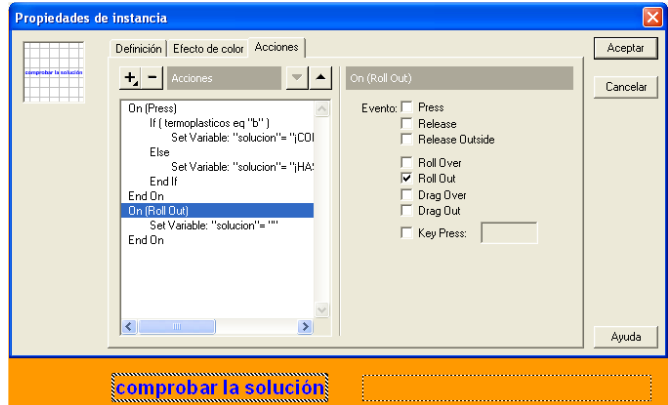 Propiedades de instancia
Definición
Efecto de color
Acciones
Aceptar
Cancelar
comprobar la solución
Acciones
On (Roll Out)
On (Press)
If ( termoplasticos eq "b" )
Set Variable: "solucion"= "¡CO
Else
Set Variable: "solucion"= "¡HA
End If
End On
On (Roll Out)
Set Variable: "solucion"= ""
End On
Evento:
Press
Release
Release Outside
Roll Over
Roll Out
Drag Over
Drag Out
Key Press:
Ayuda
comprobar la solución